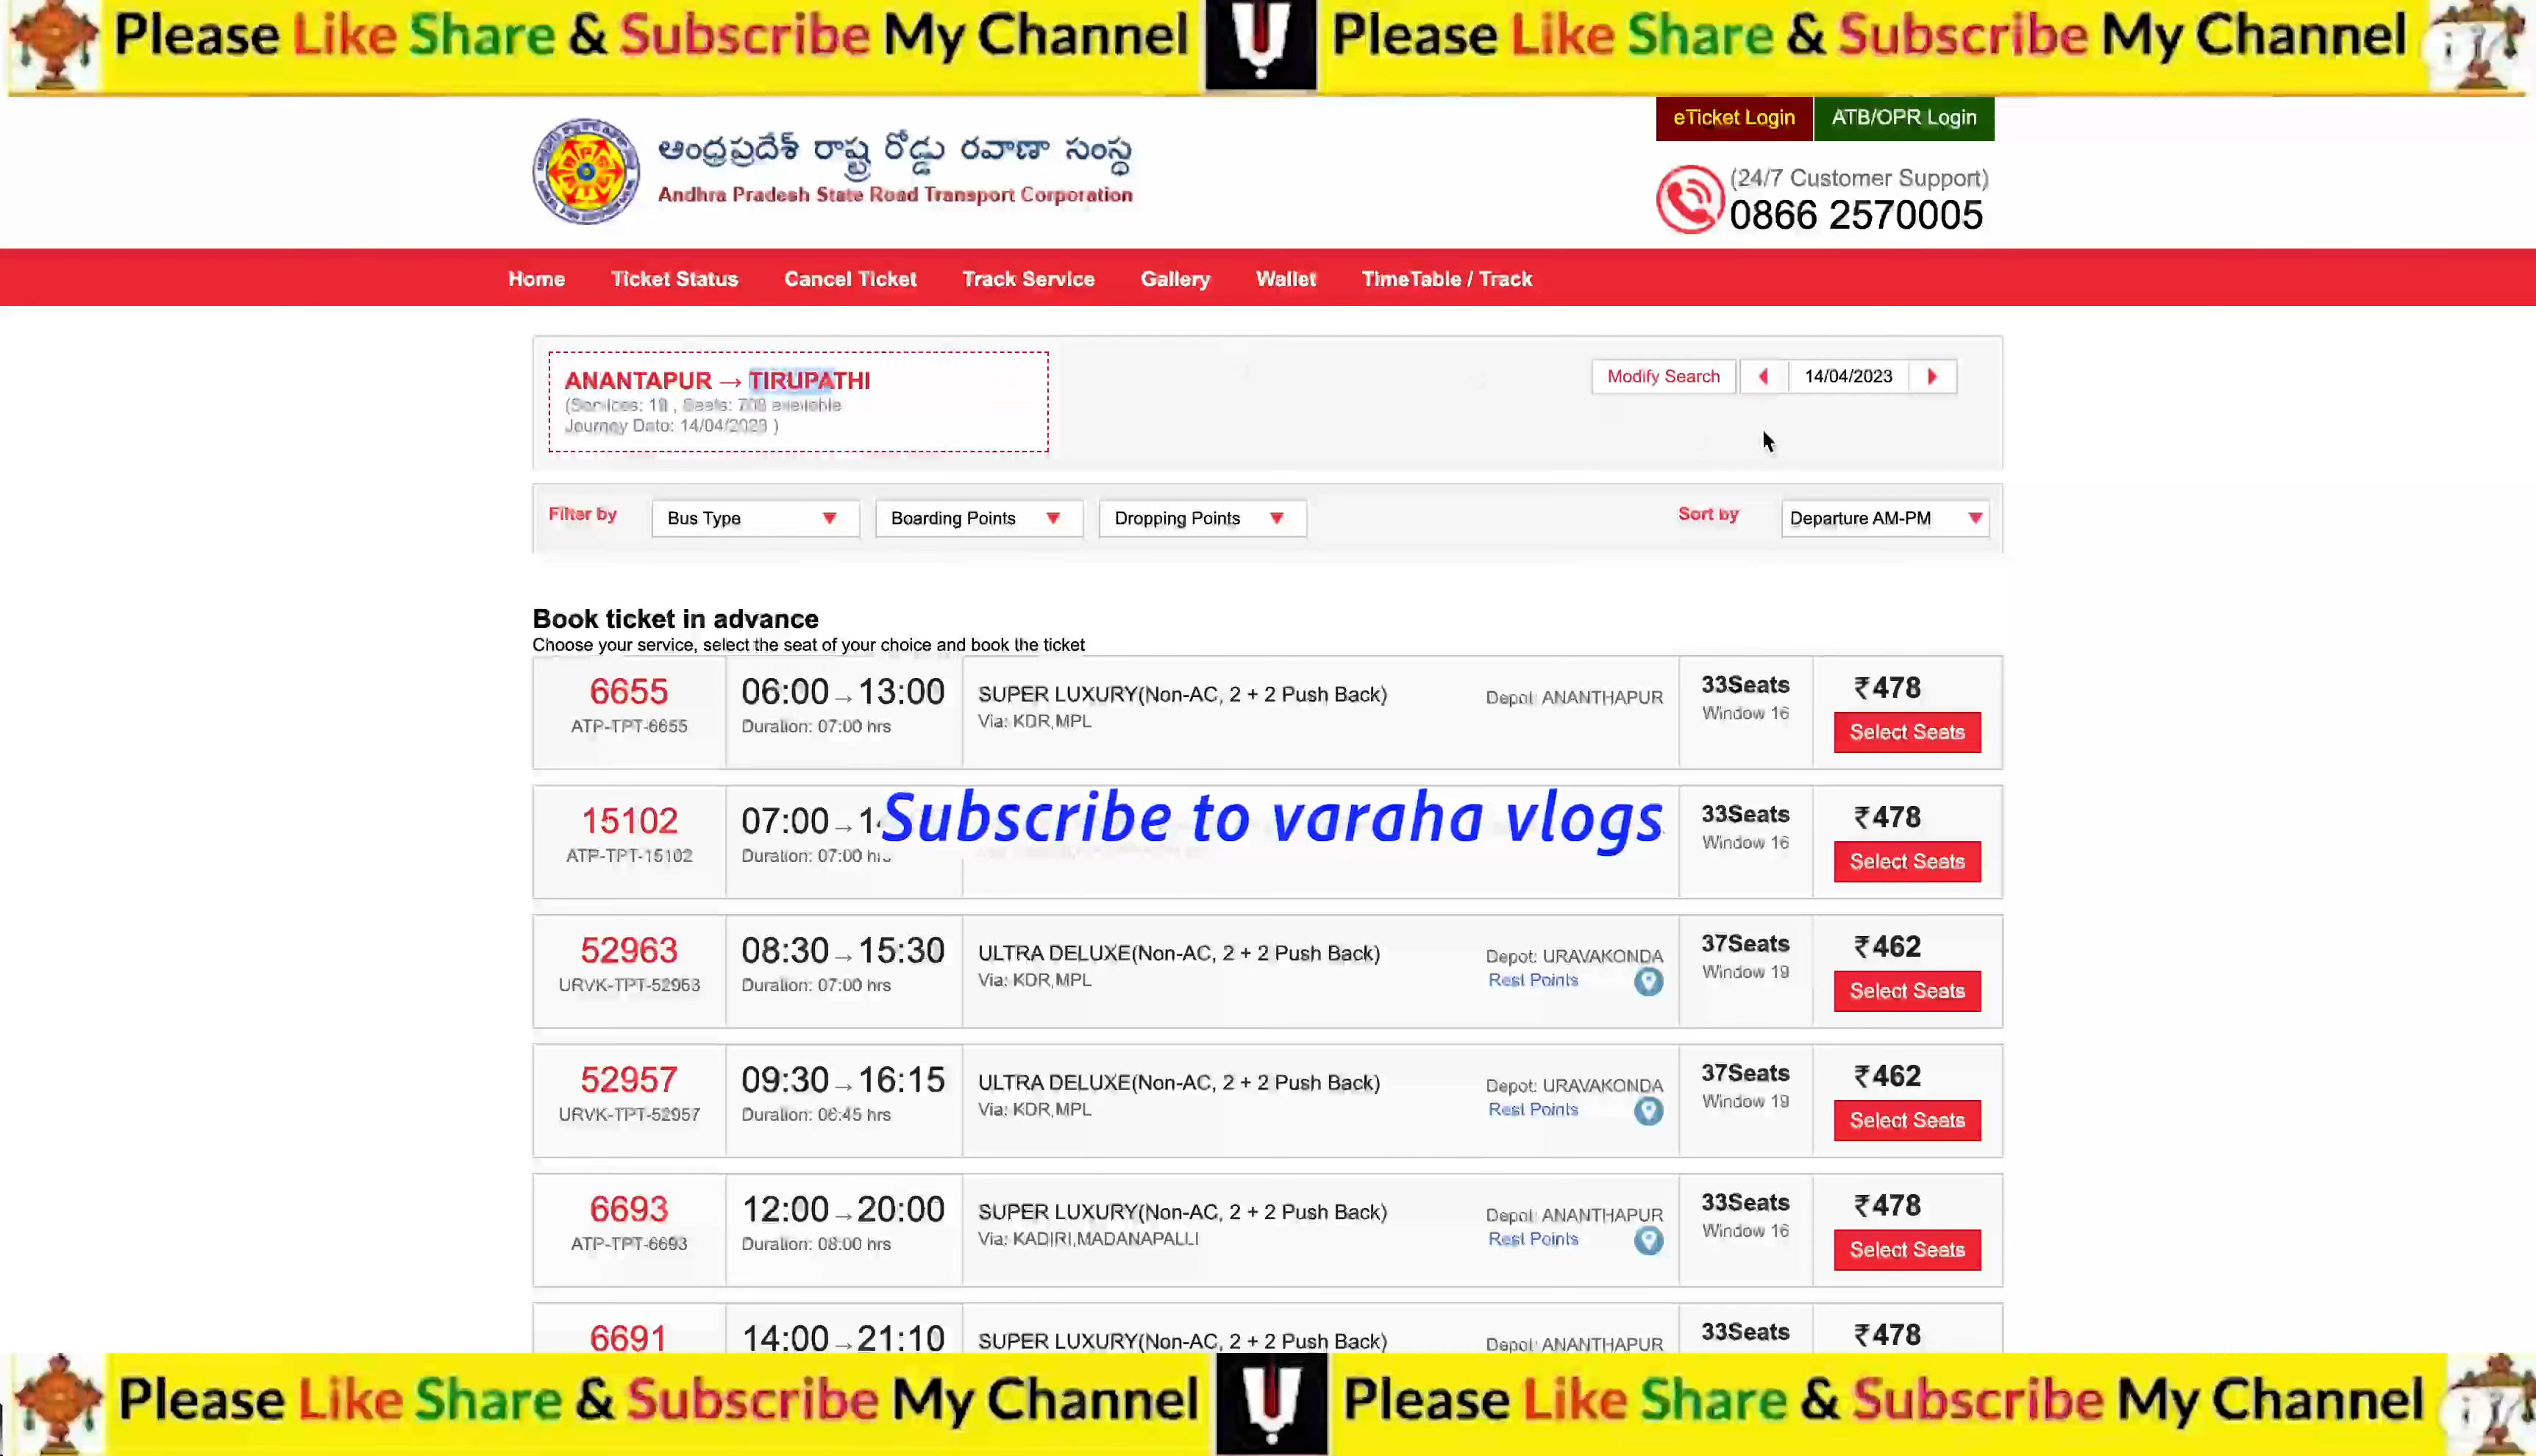 Please Like Share & Subscribe My Channel Please Like Share & Subscribe My Channel
eTicket Login ATB/OPR Login
ఆంధ్రప్రదేశ్ రాష్ట్ర రోడ్డు రవాణా సంస్థ
Andhra Pradesh State Road Transport Corporation
(24/7 Customer Support)
0866 2570005
Home Ticket Status Cancel Ticket Track Service Gallery Wallet TimeTable / Track
ANANTAPUR → TIRUPATHI
(Services: 19 , Seats: 708 available
Journey Date: 14/04/2023 )
Modify Search 14/04/2023
Filter by Bus Type Boarding Points Dropping Points Sort by Departure AM-PM
Book ticket in advance
Choose your service, select the seat of your choice and book the ticket
6655 06:00 → 13:00 SUPER LUXURY(Non-AC, 2 + 2 Push Back) Depot: ANANTHAPUR 33Seats ₹478
ATP-TPT-6655 Duration: 07:00 hrs Via: KDR,MPL Window 16 Select Seats
15102 07:00 → 33Seats ₹478
Subscribe to varaha vlogs
ATP-TPT-15102 Duration: 07:00 Window 16 Select Seats
52963 08:30 → 15:30 ULTRA DELUXE(Non-AC, 2 + 2 Push Back) Depot: URAVAKONDA 37Seats ₹462
URVK-TPT-52963 Duration: 07:00 hrs Via: KDR,MPL Rest Points Window 19 Select Seats
52957 09:30 → 16:15 ULTRA DELUXE(Non-AC, 2 + 2 Push Back) Depot: URAVAKONDA 37Seats ₹462
URVK-TPT-52957 Duration: 06:45 hrs Via: KDR,MPL Rest Points Window 19 Select Seats
6693 12:00 → 20:00 SUPER LUXURY(Non-AC, 2 + 2 Push Back) Depot: ANANTHAPUR 33Seats ₹478
ATP-TPT-6693 Duration: 08:00 hrs Via: KADIRI,MADANAPALLI Rest Points Window 16 Select Seats
6691 14:00 → 21:10 SUPER LUXURY(Non-AC, 2 + 2 Push Back) Depot: ANANTHAPUR 33Seats ₹478
Please Like Share & Subscribe My Channel Please Like Share & Subscribe My Channel